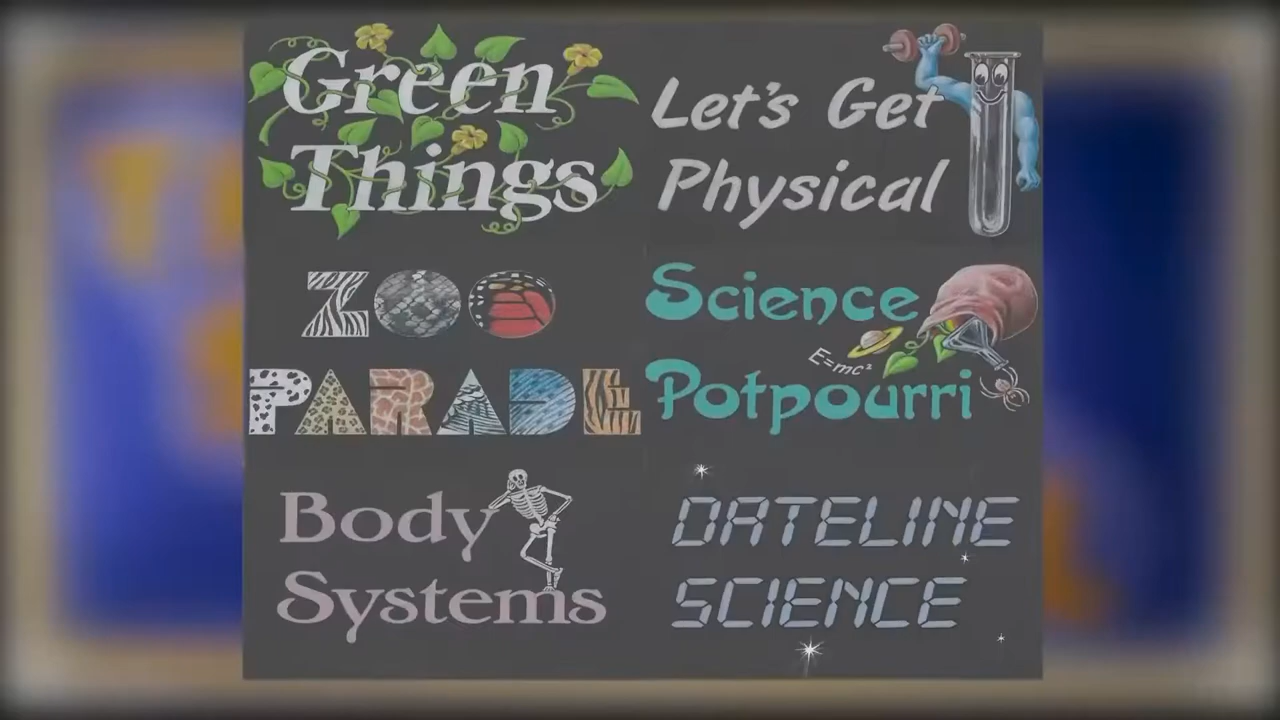 Green
Things
Let's Get
Physical
ZOO
PARADE
Science
E=mc²
Potpourri
Body
Systems
DATELINE
SCIENCE